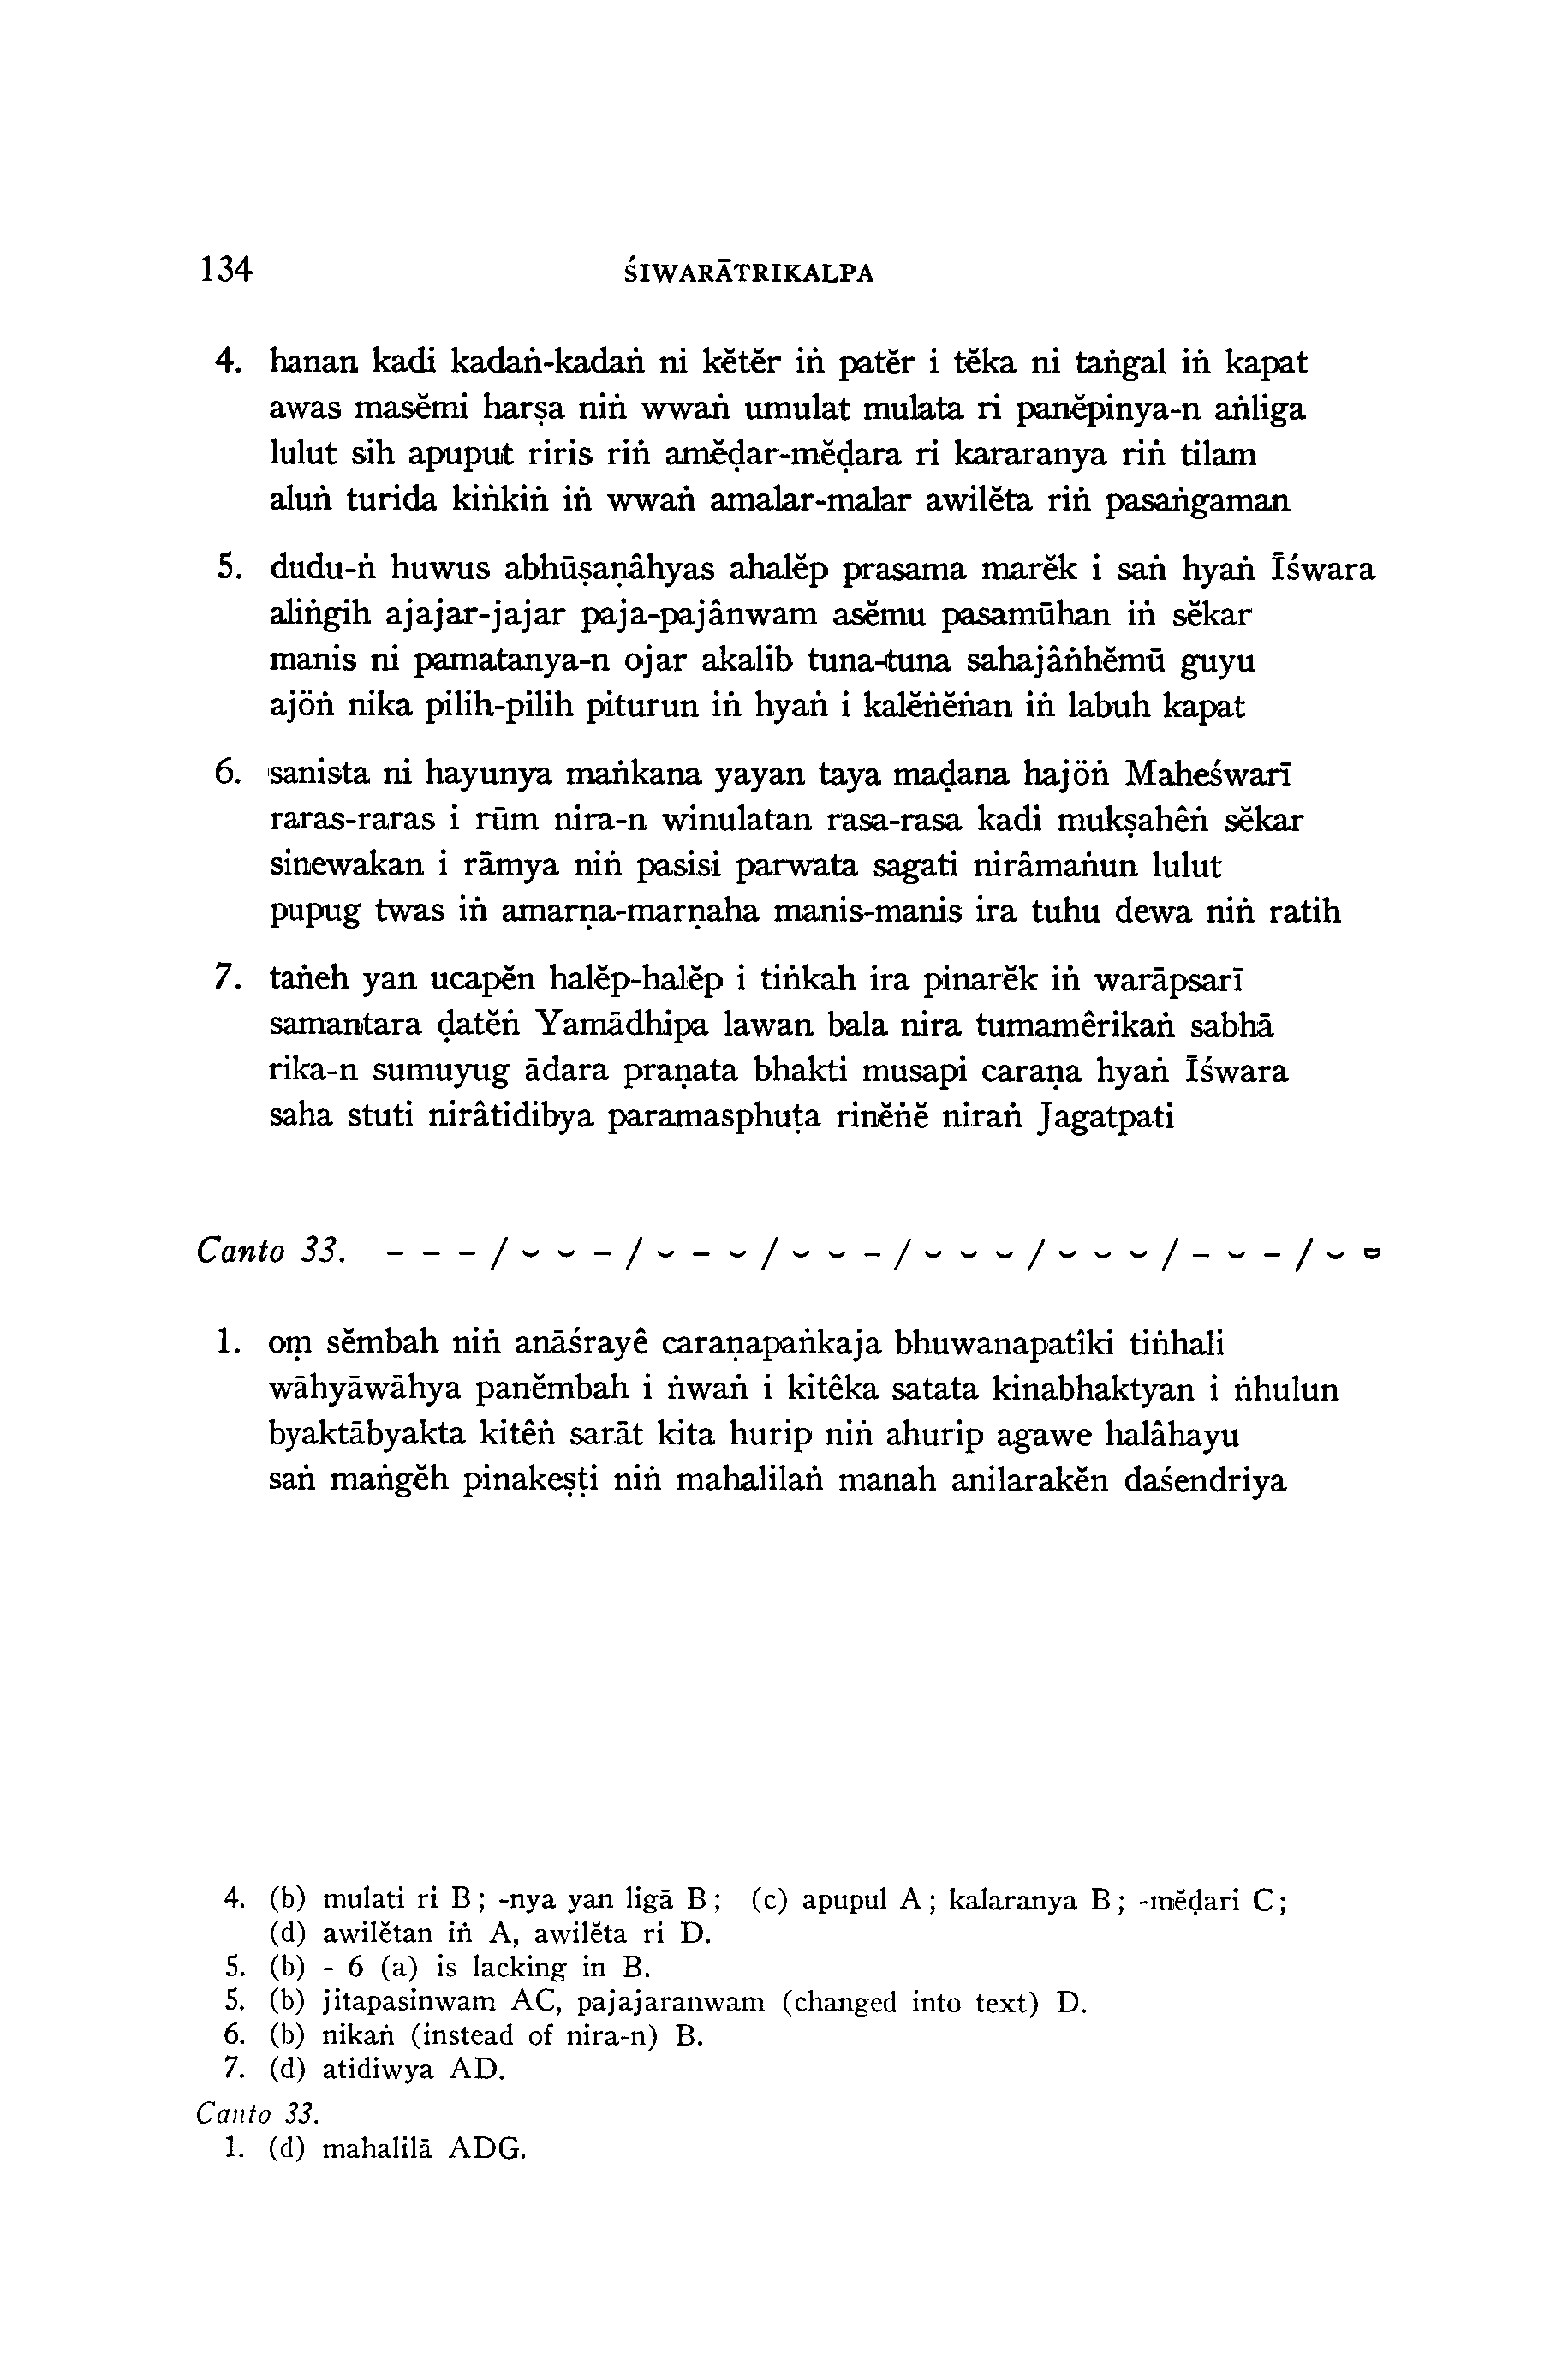 134 ŚIWARĀTRIKALPA
4. hanan kadi kadaṅ-kadaṅ ni kĕtĕr iṅ patĕr i tĕka ni taṅgal iṅ kapat
awas masĕmi harṣa niṅ wwaṅ umulat mulata ri panĕpinya-n aṅliga
lulut sih apuput riris riṅ amĕḍar-mĕḍara ri kararanya riṅ tilam
aluṅ turida kiṅkiṅ iṅ wwaṅ amalar-malar awilĕta riṅ pasaṅgaman
5. dudu-ṅ huwus abhūṣaṇâhyas ahalĕp prasama marĕk i saṅ hyaṅ Īśwara
aliṅgih ajajar-jajar paja-pajânwam asĕmu pasamūhan iṅ sĕkar
manis ni pamatanya-n ojar akalib tuna-tuna sahajâṅhĕmū guyu
ajöṅ nika pilih-pilih piturun iṅ hyaṅ i kalĕṅĕṅan iṅ labuh kapat
6. sanista ni hayunya maṅkana yayan taya maḍana hajöṅ Maheśwarī
raras-raras i rūm nira-n winulatan rasa-rasa kadi mukṣahêṅ sĕkar
sinewakan i rāmya niṅ pasisi parwata sagati nirâmaṅun lulut
pupug twas iṅ amarṇa-marṇaha manis-manis ira tuhu dewa niṅ ratih
7. taṅeh yan ucapĕn halĕp-halĕp i tiṅkah ira pinarĕk iṅ warāpsarī
samantara ḍatĕṅ Yamādhipa lawan bala nira tumamêrikaṅ sabhā
rika-n sumuyug ādara praṇata bhakti musapi caraṇa hyaṅ Īśwara
saha stuti nirâtidibya paramasphuṭa rinĕṅĕ niraṅ Jagatpati
Canto 33. – – – / ⏑ ⏑ – / ⏑ – ⏑ / ⏑ ⏑ – / ⏑ ⏑ ⏑ / ⏑ ⏑ ⏑ / – ⏑ – / ⏑ ⏓
1. oṃ sĕmbah niṅ anāśrayê caraṇapaṅkaja bhuwanapatîki tiṅhali
wāhyāwāhya panĕmbah i ṅwaṅ i kitêka satata kinabhaktyan i ṅhulun
byaktābyakta kitêṅ sarāt kita hurip niṅ ahurip agawe halâhayu
saṅ maṅgĕh pinakeṣṭi niṅ mahalilaṅ manah anilarakĕn daśendriya
4. (b) mulati ri B; -nya yan ligā B; (c) apupul A; kalaranya B; -mĕḍari C;
(d) awilĕtan iṅ A, awilĕta ri D.
5. (b) - 6 (a) is lacking in B.
5. (b) jitapasinwam AC, pajajaranwam (changed into text) D.
6. (b) nikaṅ (instead of nira-n) B.
7. (d) atidiwya AD.
Canto 33.
1. (d) mahalilā ADG.